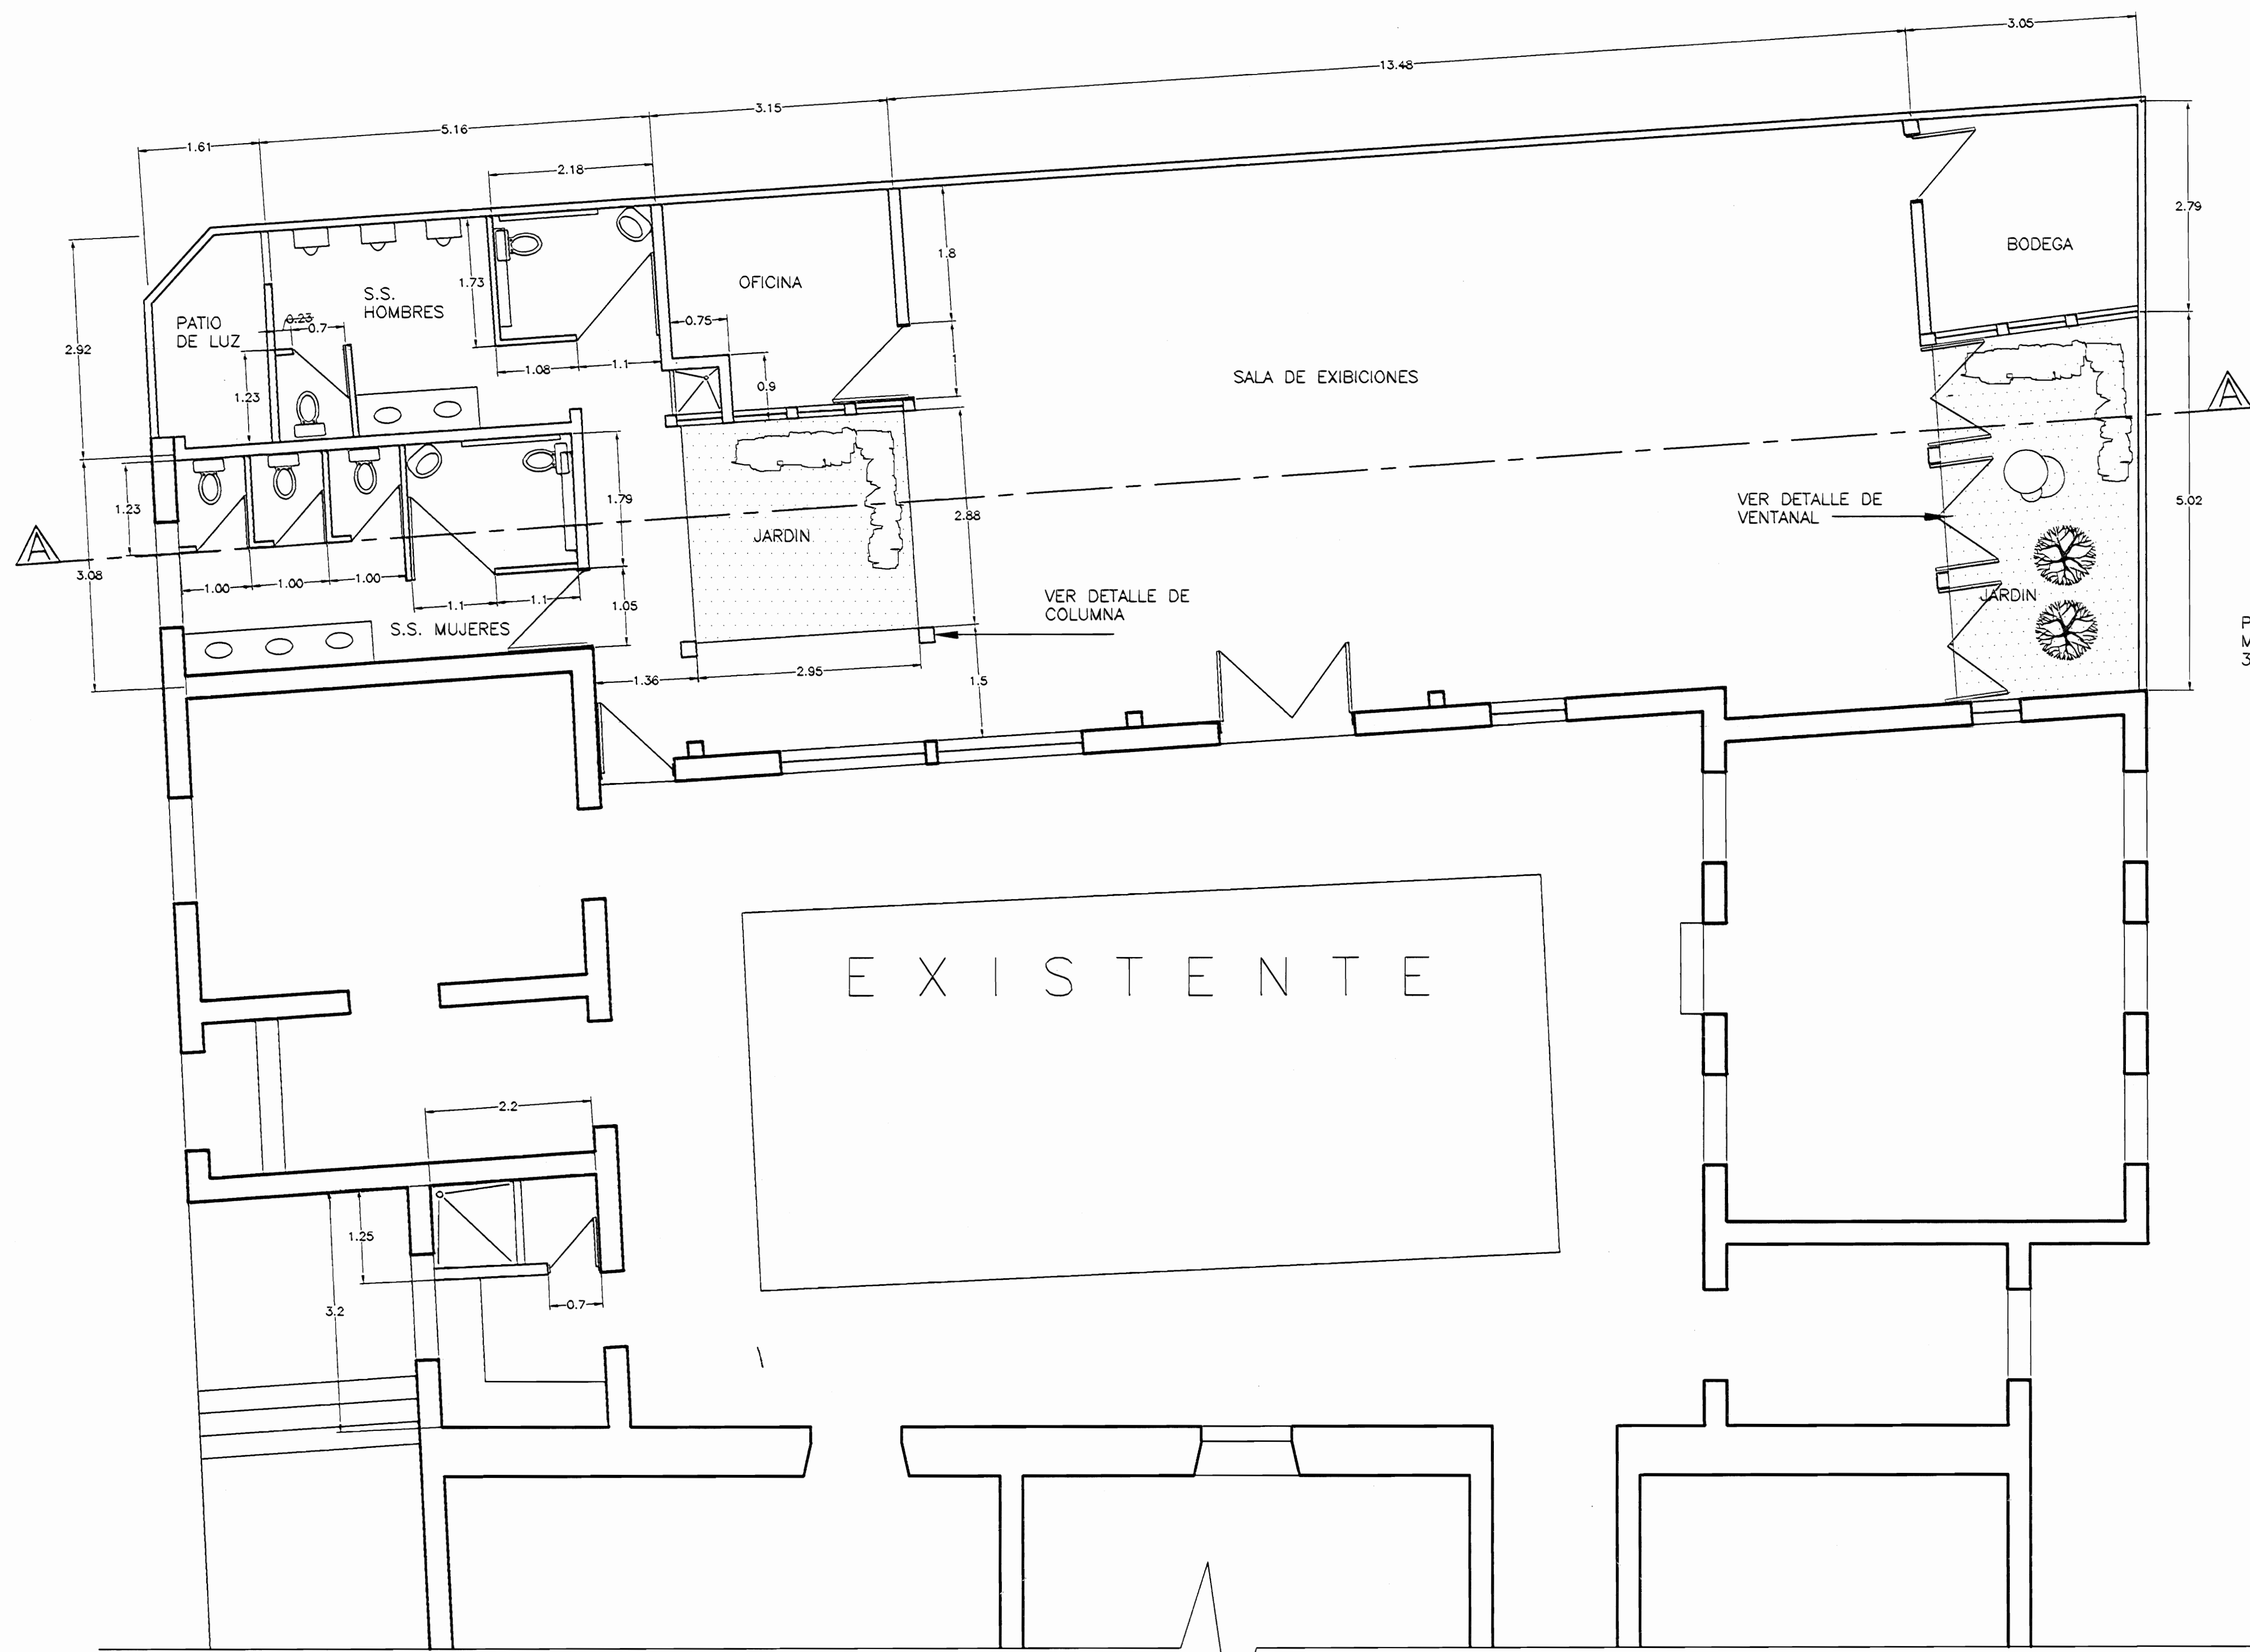 3.05
13.48
3.15
5.16
1.61
2.18
2.79
2.92
1.73
1.8
BODEGA
OFICINA
S.S.
HOMBRES
PATIO
DE LUZ
0.23
0.7
0.75
1.08
1.1
0.9
1
1.23
SALA DE EXIBICIONES
A
A
1.23
1.79
2.88
5.02
VER DETALLE DE
VENTANAL
JARDIN
3.08
1.00
1.00
1.00
1.1
1.1
1.05
VER DETALLE DE
COLUMNA
JARDIN
S.S. MUJERES
P
M
3
1.36
2.95
1.5
EXISTENTE
2.2
1.25
3.2
0.7